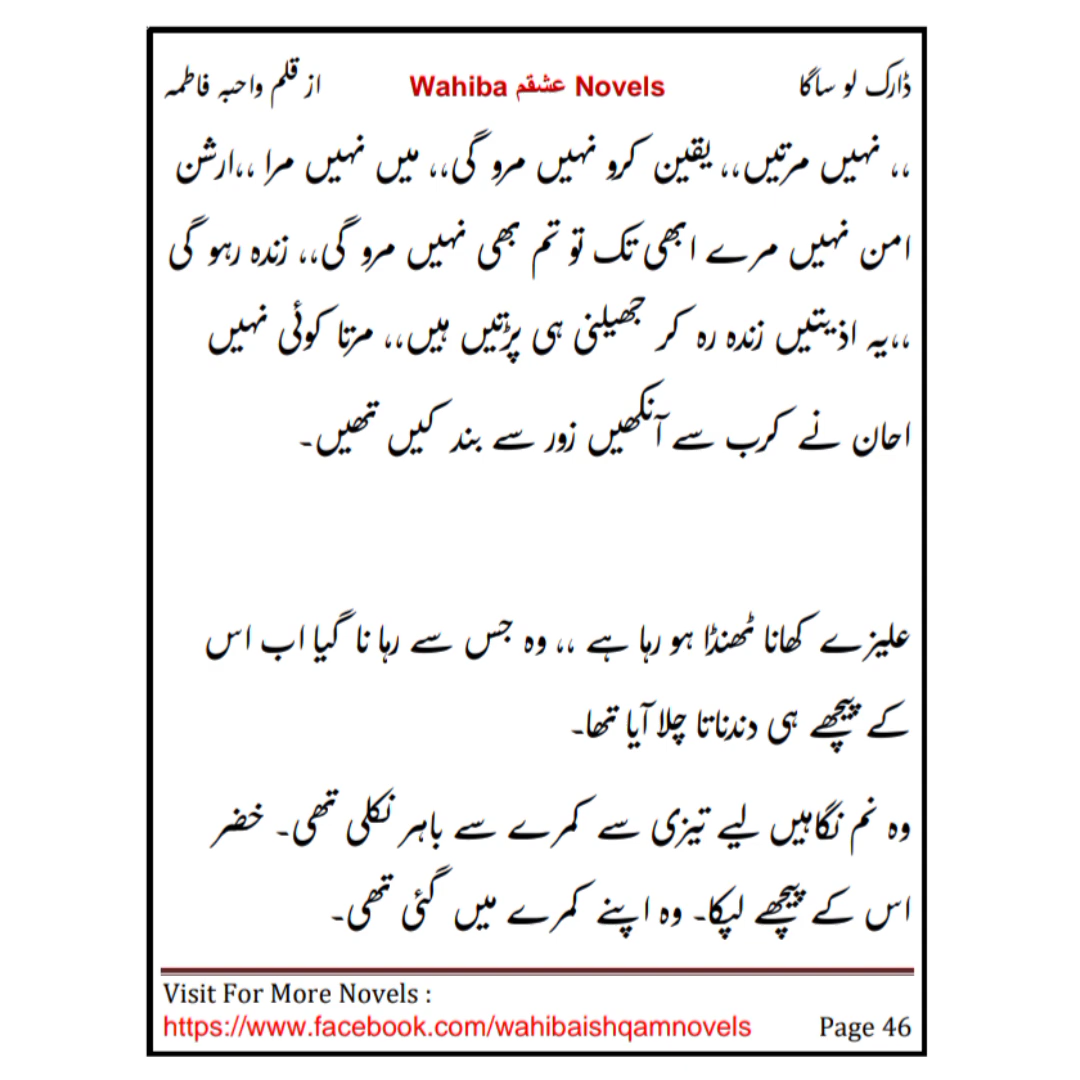 ڈارک لو ساگا Wahiba عشقم Novels از قلم واحبہ فاطمہ
،، نہیں مرتیں،، یقین کرو نہیں مرو گی،، میں نہیں مرا ،،ارشن
امن نہیں مرے ابھی تک تو تم بھی نہیں مرو گی،، زندہ رہو گی
،،یہ اذیتیں زندہ رہ کر جھیلنی ہی پڑتیں ہیں،، مرتا کوئی نہیں
احان نے کرب سے آنکھیں زور سے بند کیں تھیں۔
علیزے کھانا ٹھنڈا ہو رہا ہے ،، وہ جس سے رہا نا گیا اب اس
کے پیچھے ہی دندناتا چلا آیا تھا۔
وہ نم نگاہیں لیے تیزی سے کمرے سے باہر نکلی تھی۔ خضر
اس کے پیچھے لپکا۔ وہ اپنے کمرے میں گئی تھی۔
Visit For More Novels :
https://www.facebook.com/wahibaishqamnovels Page 46